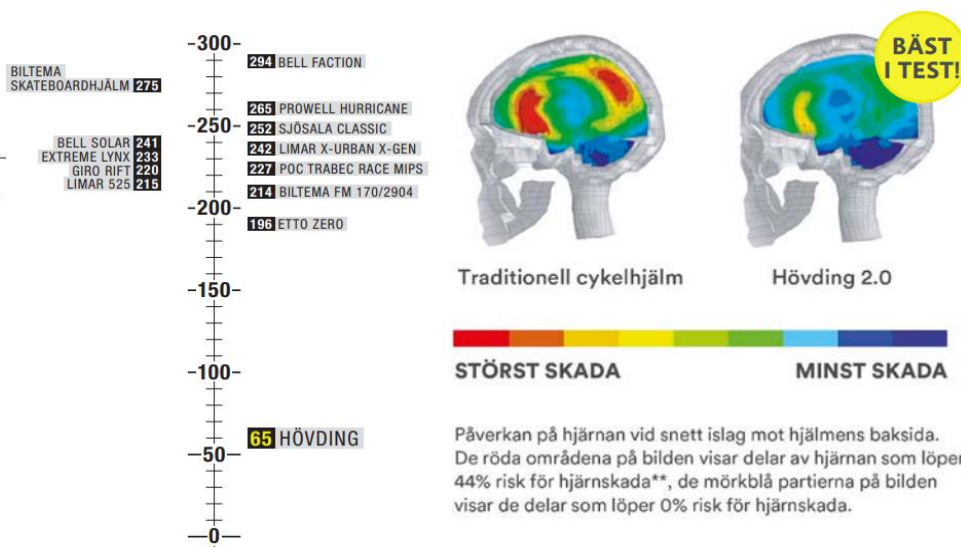 -300-
294 BELL FACTION
BILTEMA
SKATEBOARDHJÄLM 275
265 PROWELL HURRICANE
-250-
252 SJÖSALA CLASSIC
BELL SOLAR 241
242 LIMAR X-URBAN X-GEN
EXTREME LYNX 233
227 POC TRABEC RACE MIPS
GIRO RIFT 220
LIMAR 525 215
214 BILTEMA FM 170/2904
-200-
196 ETTO ZERO
-150-
-100-
65 HÖVDING
-50-
-0-
BÄST
I TEST!
Traditionell cykelhjälm
Hövding 2.0
STÖRST SKADA
MINST SKADA
Påverkan på hjärnan vid snett islag mot hjälmens baksida.
De röda områdena på bilden visar delar av hjärnan som löper
44% risk för hjärnskada**, de mörkblå partierna på bilden
visar de delar som löper 0% risk för hjärnskada.